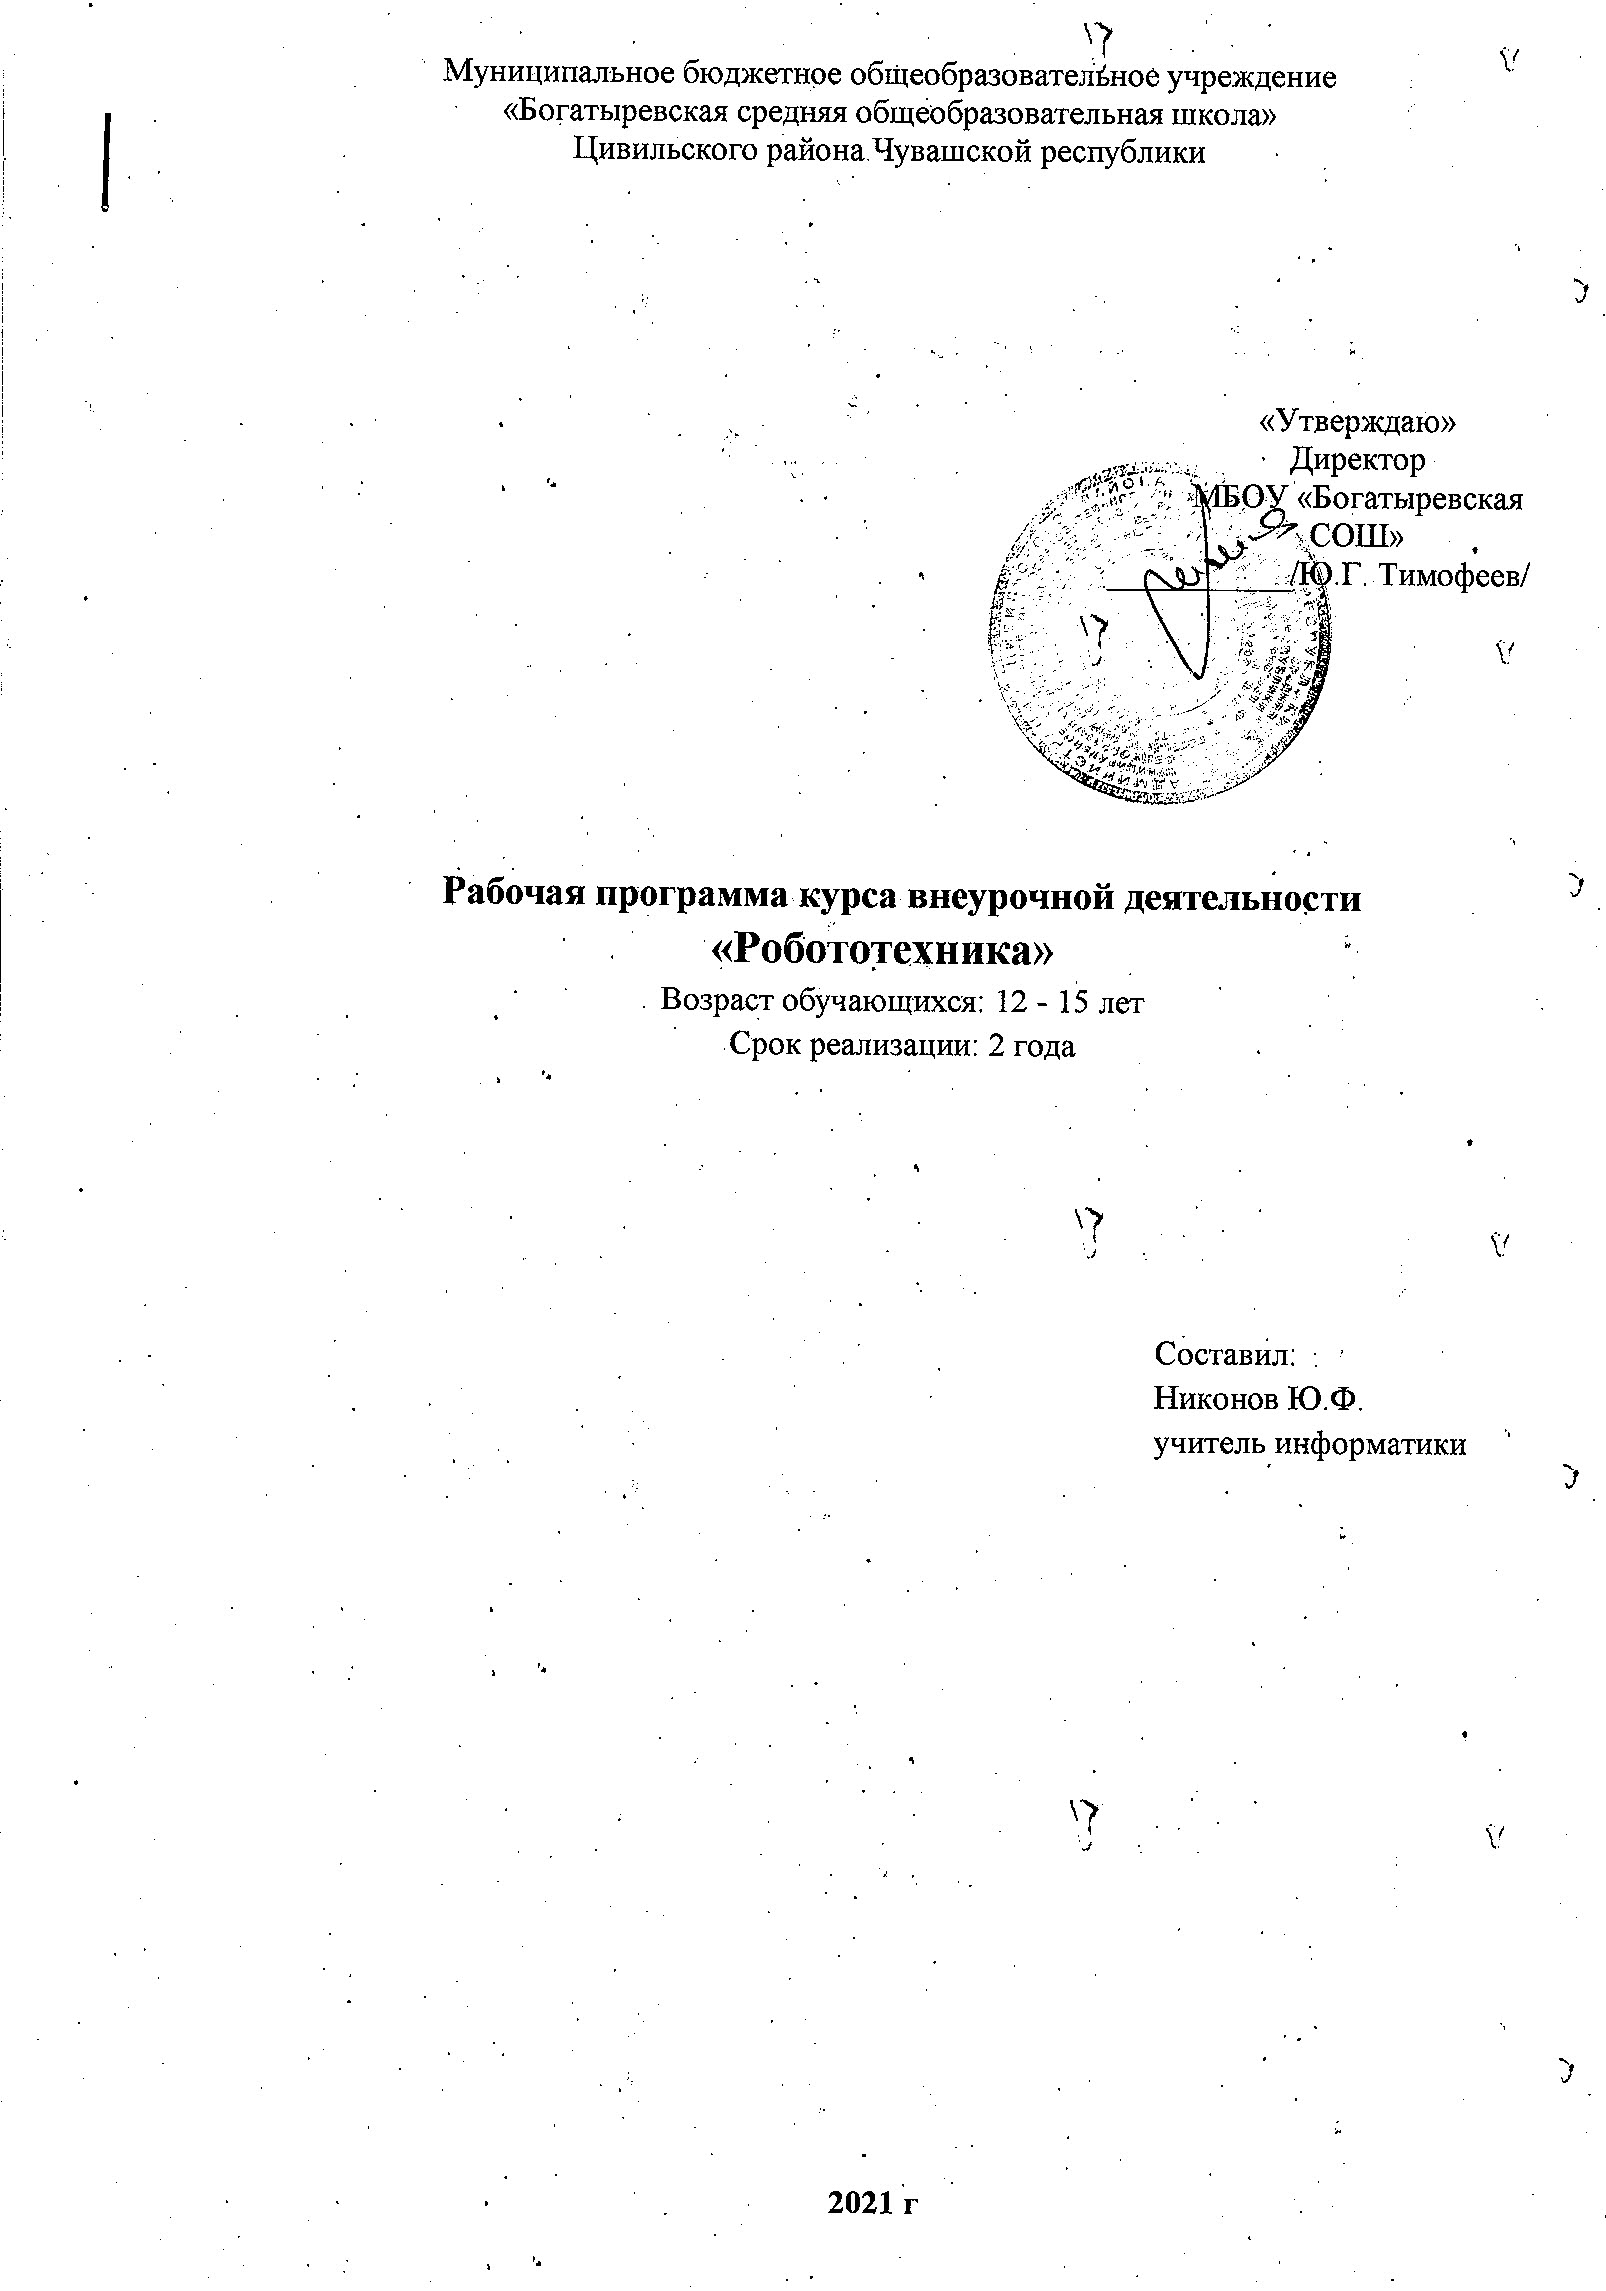 Муниципальное бюджетное общеобразовательное учреждение
«Богатыревская средняя общеобразовательная школа»
Цивильского района Чувашской республики
«Утверждаю»
Директор
МБОУ «Богатыревская
СОШ»
/Ю.Г. Тимофеев/
Рабочая программа курса внеурочной деятельности
«Робототехника»
Возраст обучающихся: 12 - 15 лет
Срок реализации: 2 года
Составил:
Никонов Ю.Ф.
учитель информатики
2021 г